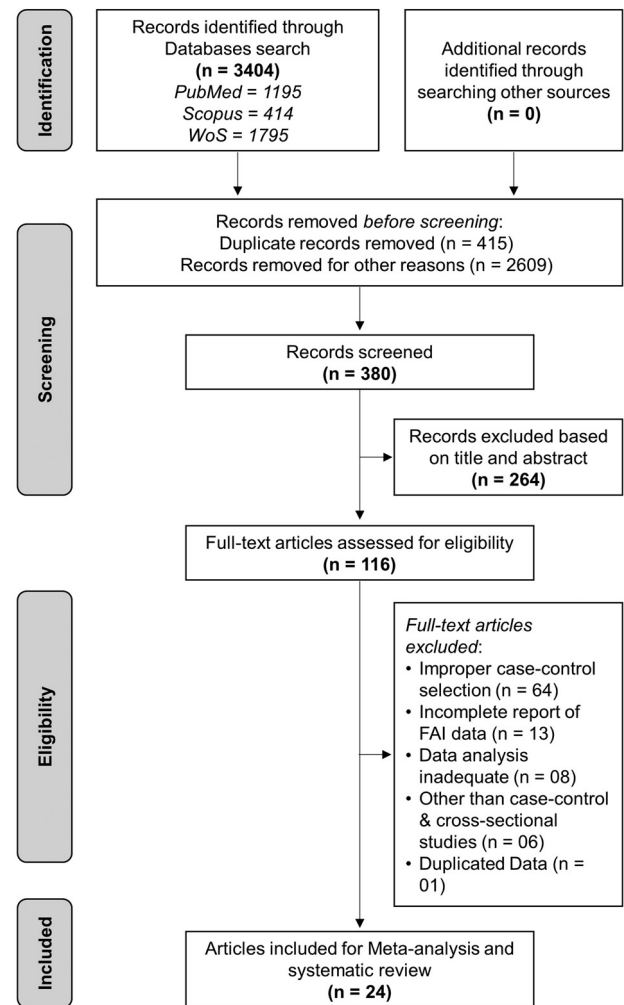 Identification
Records identified through
Databases search
(n = 3404)
PubMed = 1195
Scopus = 414
WoS = 1795
Additional records
identified through
searching other sources
(n = 0)
Screening
Records removed before screening:
Duplicate records removed (n = 415)
Records removed for other reasons (n = 2609)
Records screened
(n = 380)
Records excluded based
on title and abstract
(n = 264)
Full-text articles assessed for eligibility
(n = 116)
Eligibility
Full-text articles
excluded:
• Improper case-control
selection (n = 64)
• Incomplete report of
FAI data (n = 13)
• Data analysis
inadequate (n = 08)
• Other than case-control
& cross-sectional
studies (n = 06)
• Duplicated Data (n =
01)
Included
Articles included for Meta-analysis and
systematic review
(n = 24)